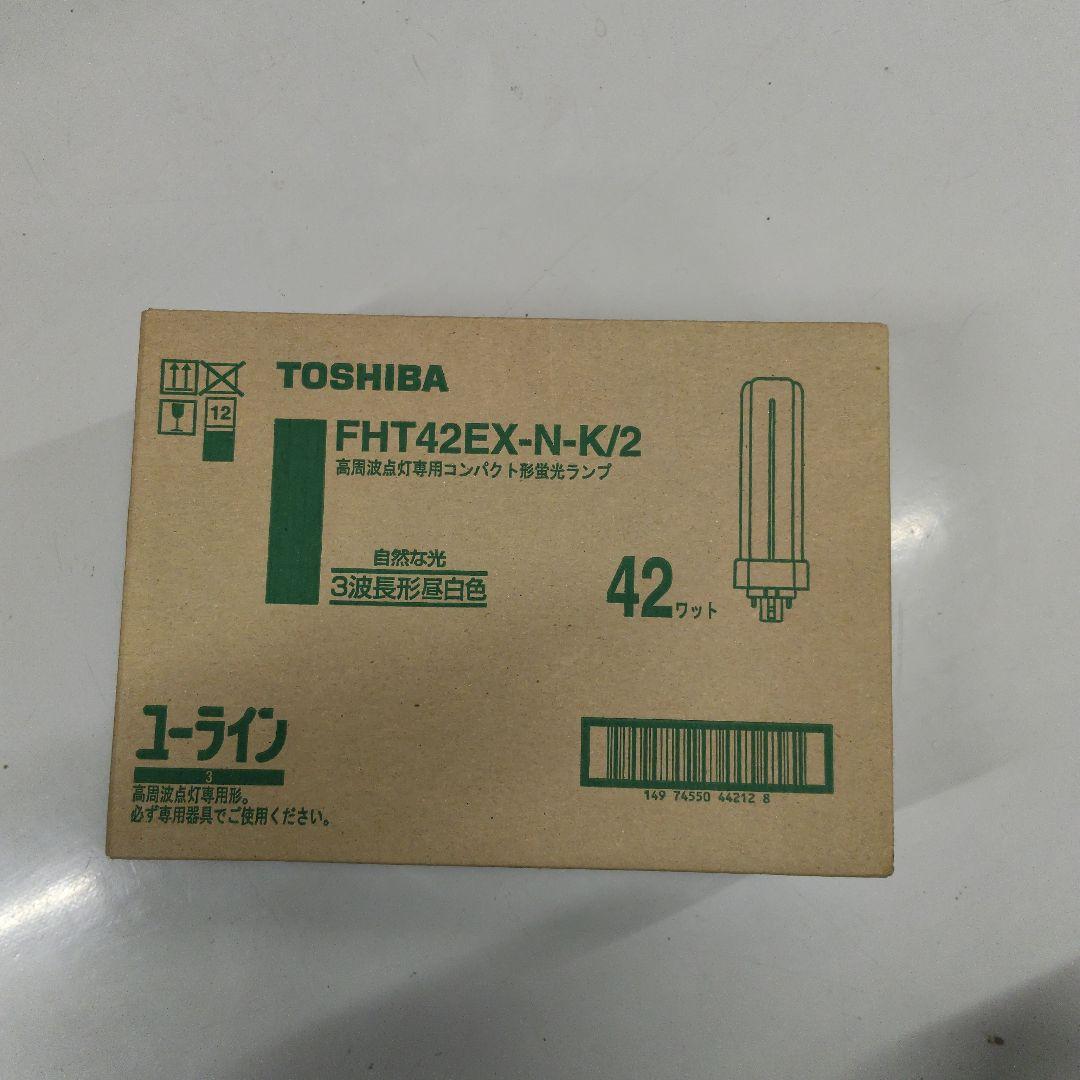 TOSHIBA
12
FHT42EX-N-K/2
高周波点灯専用コンパクト形蛍光ランプ
自然な光
3波長形昼白色
42ワット
ユーライン
3
高周波点灯専用形。
必ず専用器具でご使用ください。
149 74550 44212 8